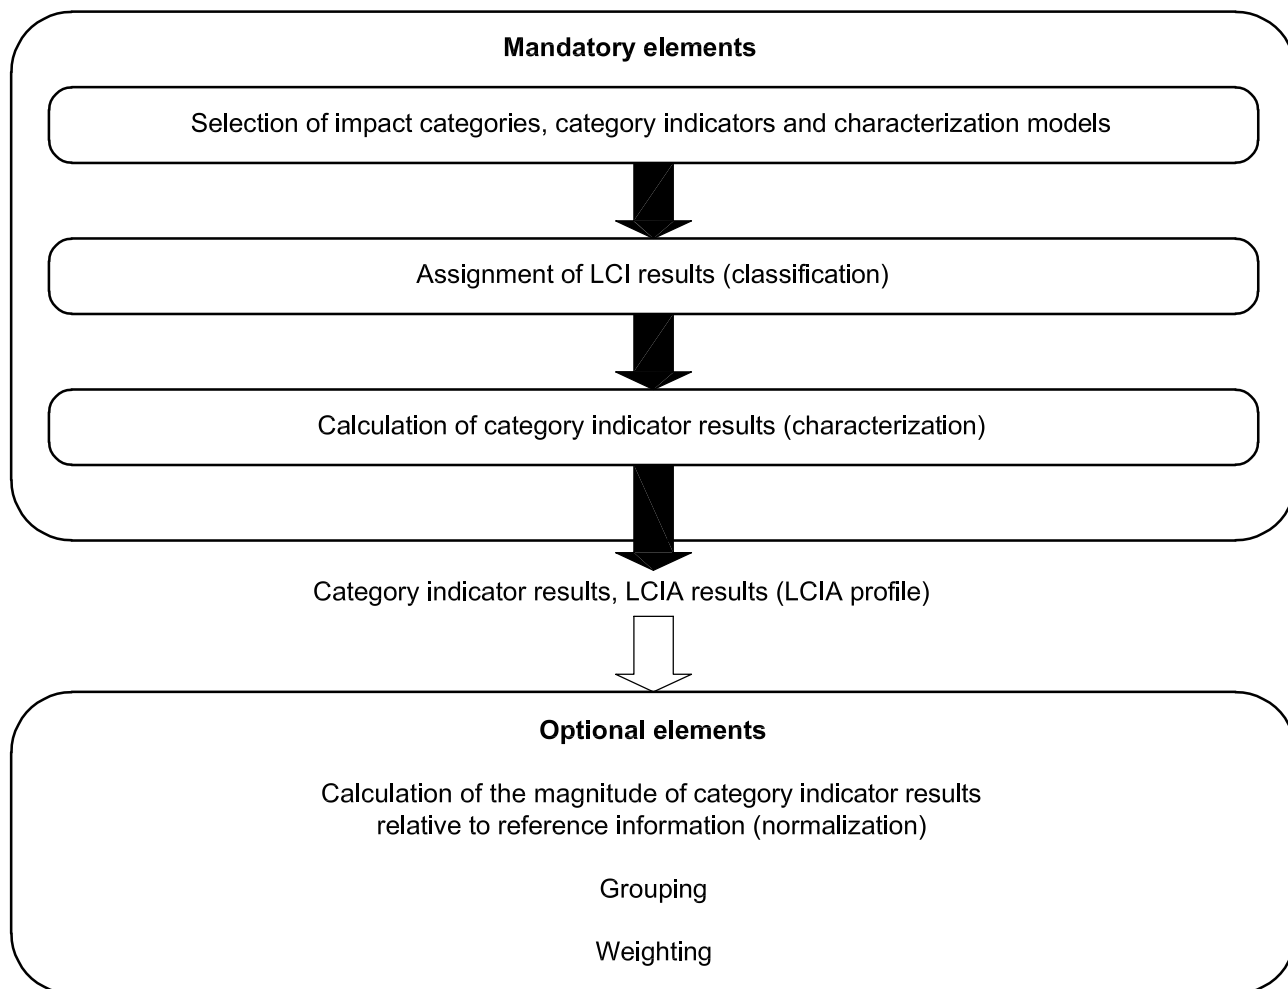 Mandatory elements
Selection of impact categories, category indicators and characterization models
Assignment of LCI results (classification)
Calculation of category indicator results (characterization)
Category indicator results, LCIA results (LCIA profile)
Optional elements
Calculation of the magnitude of category indicator results
relative to reference information (normalization)
Grouping
Weighting